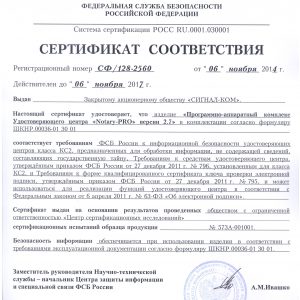 ФЕДЕРАЛЬНАЯ СЛУЖБА БЕЗОПАСНОСТИ
РОССИЙСКОЙ ФЕДЕРАЦИИ
Система сертификации РОСС RU.0001.030001
СЕРТИФИКАТ СООТВЕТСТВИЯ
Регистрационный номер СФ/128-2560 от "06" ноября 2014 г.
Действителен до "06" ноября 2017 г.
Выдан Закрытому акционерному обществу «СИГНАЛ-КОМ».
Настоящий сертификат удостоверяет, что изделие «Программно-аппаратный комплекс
Удостоверяющего центра «Notary-PRO» версии 2.7» в комплектации согласно формуляру
ШКНР.00036-01 30 01
соответствует требованиям ФСБ России к информационной безопасности удостоверяющих
центров класса КС2, предназначенных для обработки информации, не содержащей сведений,
составляющих государственную тайну, Требованиям к средствам удостоверяющего центра,
утверждённым приказом ФСБ России от 27 декабря 2011 г. № 796, установленным для класса
КС2, и Требованиям к форме квалифицированного сертификата ключа проверки электронной
подписи, утверждённым приказом ФСБ России от 27 декабря 2011 г. № 795, и может
использоваться для реализации функций удостоверяющего центра в соответствии с
Федеральным законом от 6 апреля 2011 г. № 63-ФЗ «Об электронной подписи».
Сертификат выдан на основании результатов проведенных обществом с ограниченной
ответственностью «Центр сертификационных исследований»
сертификационных испытаний образца продукции № 573А-001001.
Безопасность информации обеспечивается при использовании изделия в соответствии с
требованиями эксплуатационной документации согласно формуляру ШКНР.00036-01 30 01.
Заместитель руководителя Научно-технической
службы – начальник Центра защиты информации
и специальной связи ФСБ России
А.М.Ивашко